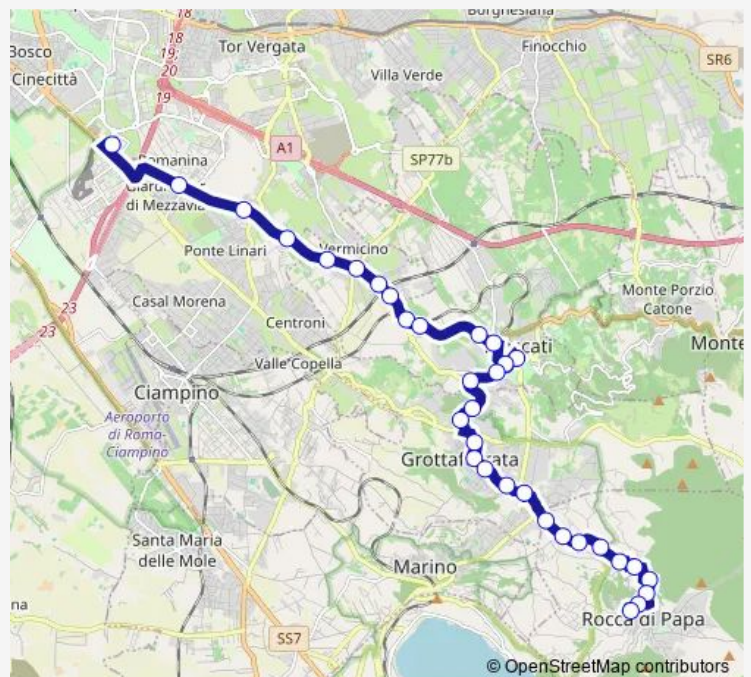 Borghesiana
18
18;
19;
20
19
Bosco
Cinecittà
Tor Vergata
Finocchio
SR6
Villa Verde
A1
SP77b
Romanina
di Mezzavia
Ponte Linari
Vermicino
Casal Morena
23
23
Centroni
Monte Porzio
Catone
Valle Copella
Monte
Ciampino
Aeroporto
di Roma-
Ciampino
Santa Maria
delle Mole
Marino
na
SS7
Rocca di Papa
© OpenStreetMap contributors